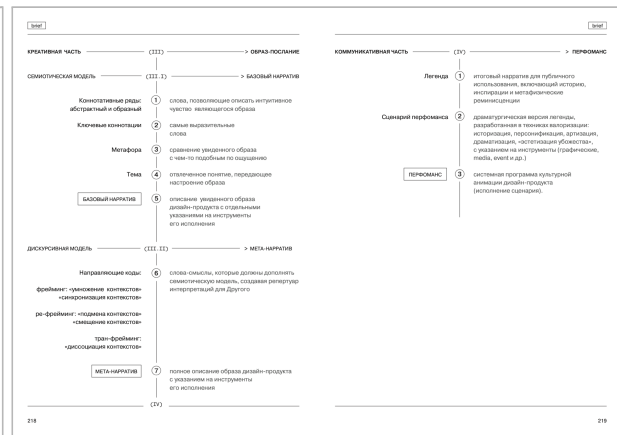 brief
КРЕАТИВНАЯ ЧАСТЬ (III) > ОБРАЗ-ПОСЛАНИЕ
СЕМИОТИЧЕСКАЯ МОДЕЛЬ (III.I) > БАЗОВЫЙ НАРРАТИВ
Коннотативные ряды: 1 слова, позволяющие описать интуитивное
абстрактный и образный чувство являющегося образа
Ключевые коннотации 2 самые выразительные
слова
Метафора 3 сравнение увиденного образа
с чем-то подобным по ощущению
Тема 4 отвлеченное понятие, передающее
настроение образа
БАЗОВЫЙ НАРРАТИВ 5 описание увиденного образа
дизайн-продукта с отдельными
указаниями на инструменты
его исполнения
ДИСКУРСИВНАЯ МОДЕЛЬ (III.II) > МЕТА-НАРРАТИВ
Направляющие коды: 6 слова-смыслы, которые должны дополнять
семиотическую модель, создавая репертуар
фрейминг: «умножение контекстов» интерпретаций для Другого
«синхронизация контекстов»
ре-фрейминг: «подмена контекстов»
«смещение контекстов»
тран-фрейминг:
«диссоциация контекстов»
МЕТА-НАРРАТИВ 7 полное описание образа дизайн-продукта
с указанием на инструменты
его исполнения
(IV)
218
brief
КОММУНИКАТИВНАЯ ЧАСТЬ (IV) > ПЕРФОМАНС
Легенда 1 итоговый нарратив для публичного
использования, включающий историю,
инспирации и метафизические
реминисценции
Сценарий перфоманса 2 драматургическая версия легенды,
разработанная в техниках валоризации:
историзация, персонификация, артизация,
драматизация, «эстетизация убожества»,
с указанием на инструменты (графические,
media, event и др.)
ПЕРФОМАНС 3 системная программа культурной
анимации дизайн-продукта
(исполнение сценария).
219